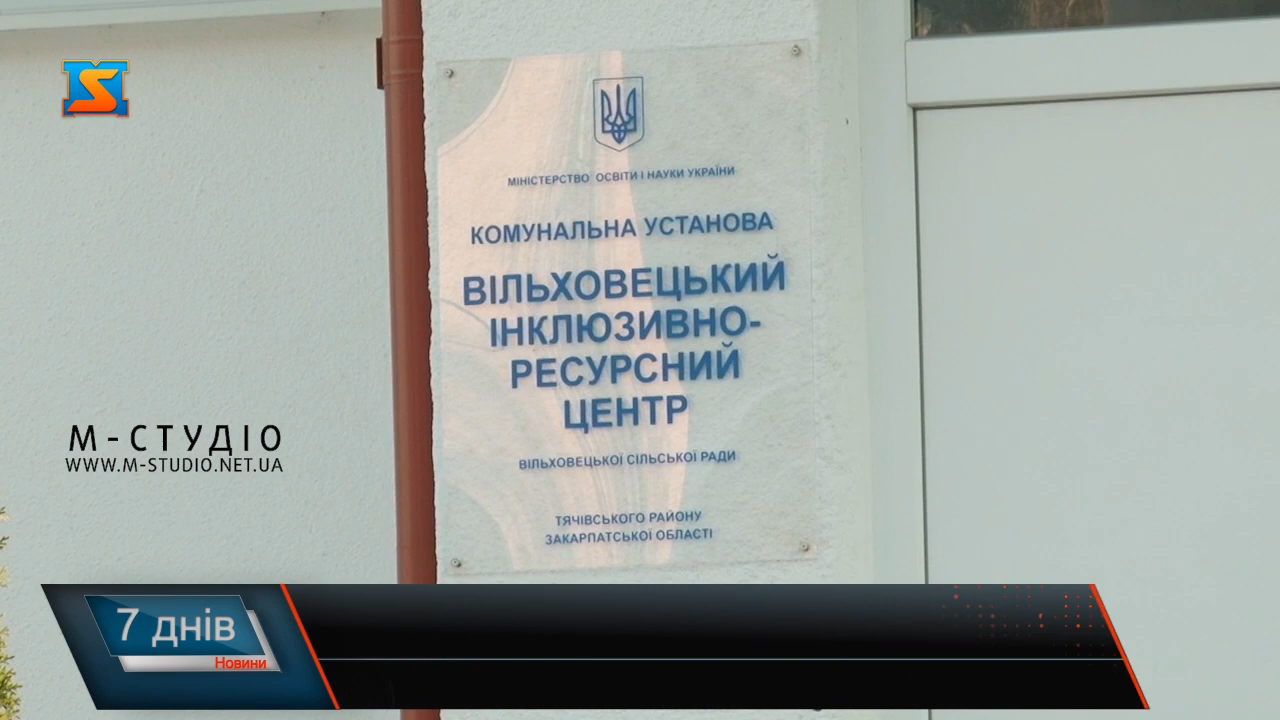 МІНІСТЕРСТВО ОСВІТИ І НАУКИ УКРАЇНИ
КОМУНАЛЬНА УСТАНОВА
ВІЛЬХОВЕЦЬКИЙ
ІНКЛЮЗИВНО-
РЕСУРСНИЙ
ЦЕНТР
ВІЛЬХОВЕЦЬКОЇ СІЛЬСЬКОЇ РАДИ
ТЯЧІВСЬКОГО РАЙОНУ
ЗАКАРПАТСЬКОЇ ОБЛАСТІ
М-СТУДІО
WWW.M-STUDIO.NET.UA
7 днів
Новини